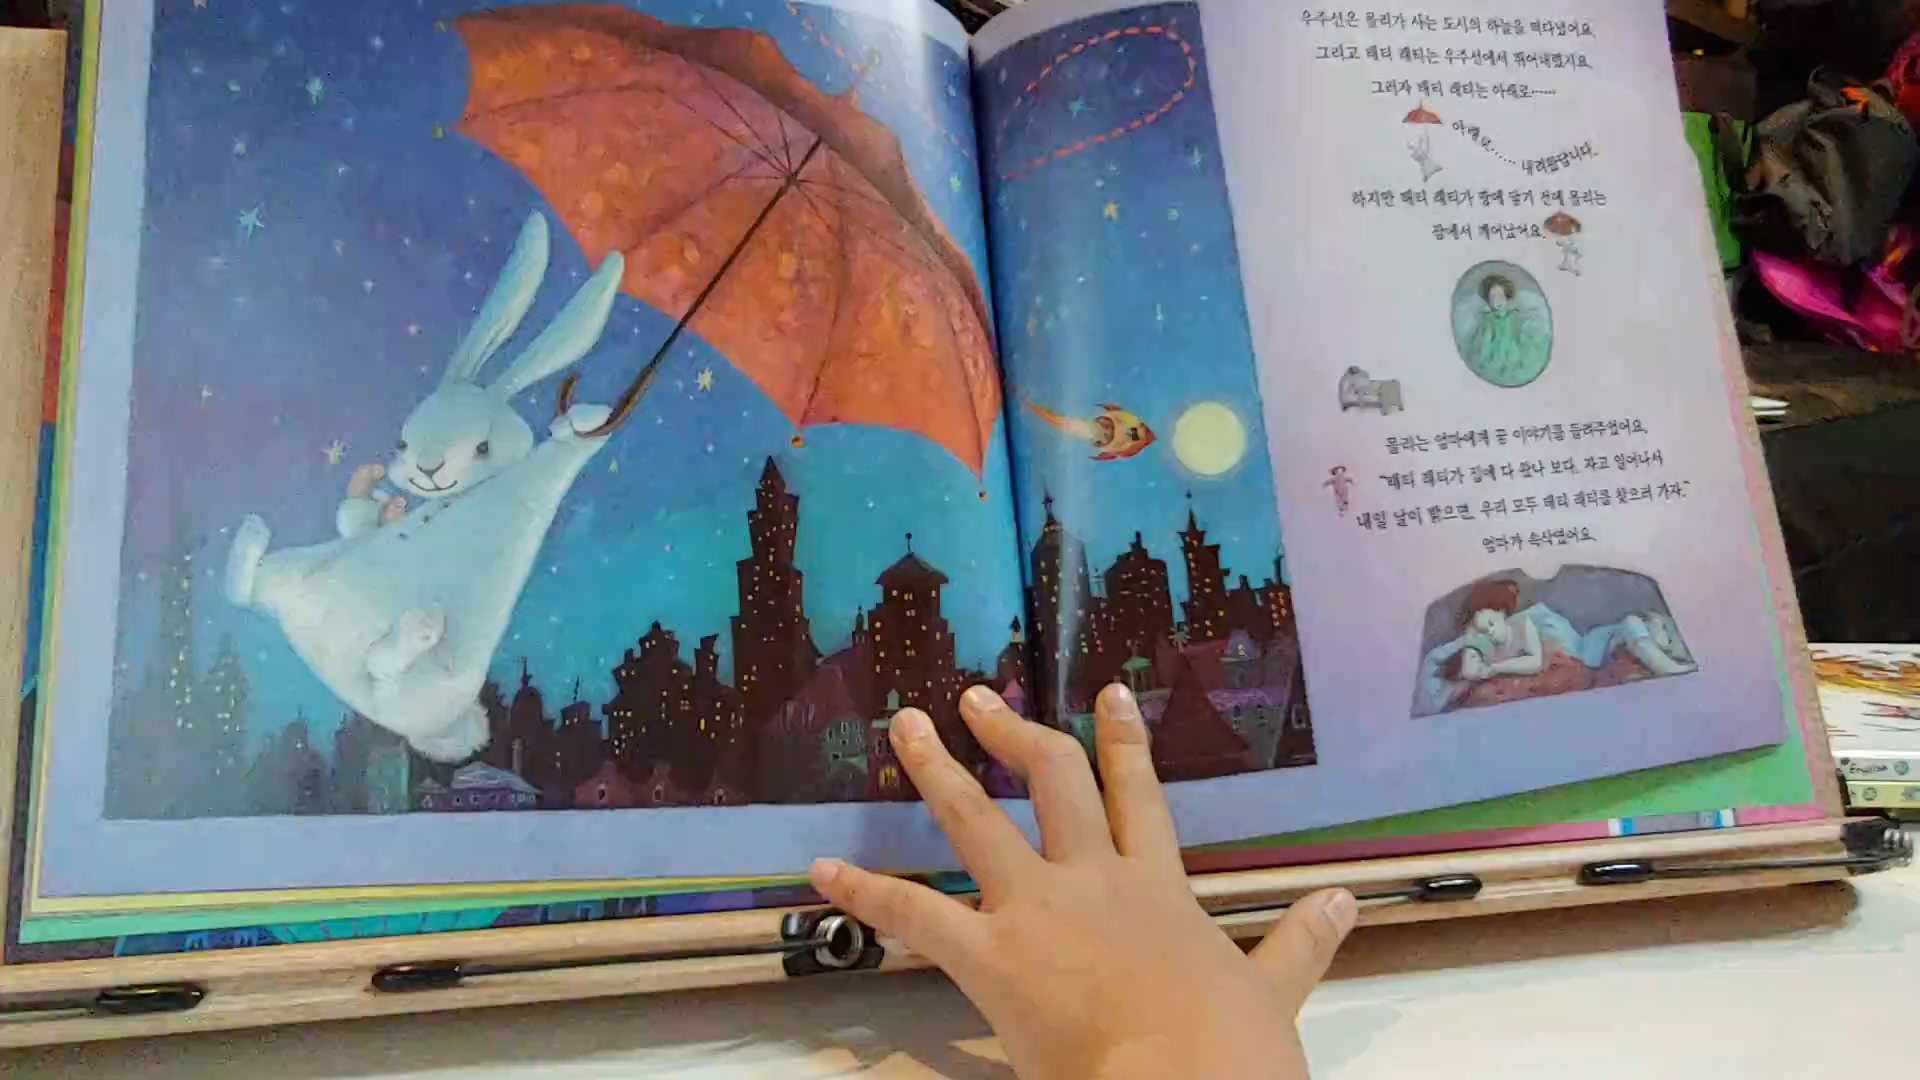 우주선은 몰리가 사는 도시의 하늘을 떠다녔어요.
그리고 래티 래티는 우주선에서 뛰어내렸지요.
그러자 래티 래티는 아래로……
아래로……
내려왔답니다.
하지만 래티 래티가 땅에 닿기 전에 몰리는
잠에서 깨어났어요.
몰리는 엄마에게 꿈 이야기를 들려주었어요.
"래티 래티가 집에 다 왔나 보다. 자고 일어나서
내일 날이 밝으면, 우리 모두 래티 래티를 찾으러 가자."
엄마가 속삭였어요.
English